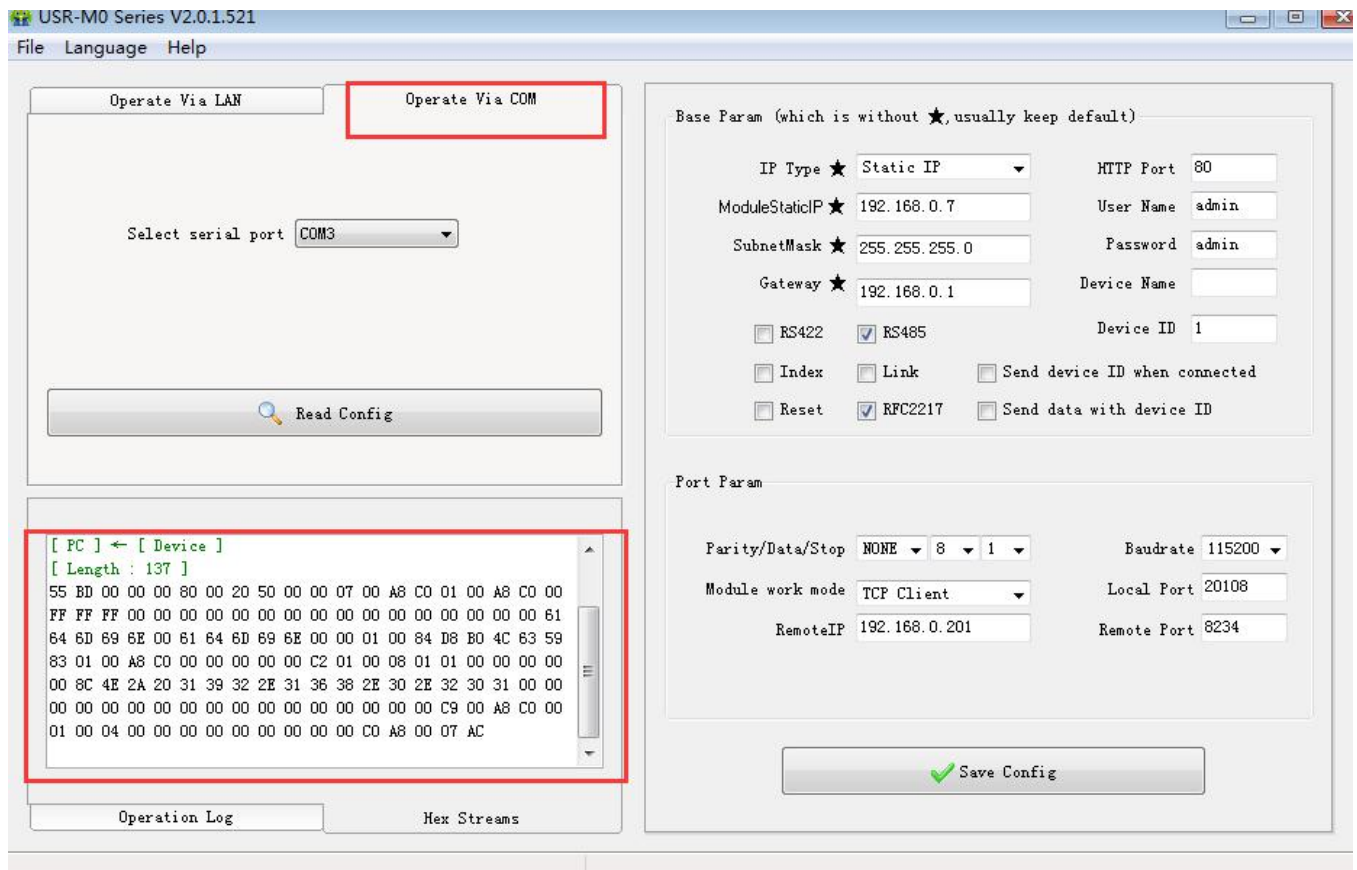 USR-M0 Series V2.0.1.521
File Language Help
Operate Via LAN
Operate Via COM
Select serial port COM3
Read Config
[ PC ] ← [ Device ]
[ Length : 137 ]
55 BD 00 00 00 80 00 20 50 00 00 07 00 A8 C0 01 00 A8 C0 00
FF FF FF 00 00 00 00 00 00 00 00 00 00 00 00 00 00 00 00 61
64 6D 69 6E 00 61 64 6D 69 6E 00 00 01 00 84 D8 B0 4C 63 59
83 01 00 A8 C0 00 00 00 00 00 C2 01 00 08 01 01 00 00 00 00
00 8C 4E 2A 20 31 39 32 2E 31 36 38 2E 30 2E 32 30 31 00 00
00 00 00 00 00 00 00 00 00 00 00 00 00 00 00 C9 00 A8 C0 00
01 00 04 00 00 00 00 00 00 00 00 00 C0 A8 00 07 AC
Operation Log
Hex Streams
Base Param (which is without ★,usually keep default)
IP Type ★ Static IP
HTTP Port 80
ModuleStaticIP ★ 192.168.0.7
User Name admin
SubnetMask ★ 255.255.255.0
Password admin
Gateway ★ 192.168.0.1
Device Name
RS422 RS485
Device ID 1
Index Link Send device ID when connected
Reset RFC2217 Send data with device ID
Port Param
Parity/Data/Stop NONE 8 1
Baudrate 115200
Module work mode TCP Client
Local Port 20108
RemoteIP 192.168.0.201
Remote Port 8234
Save Config